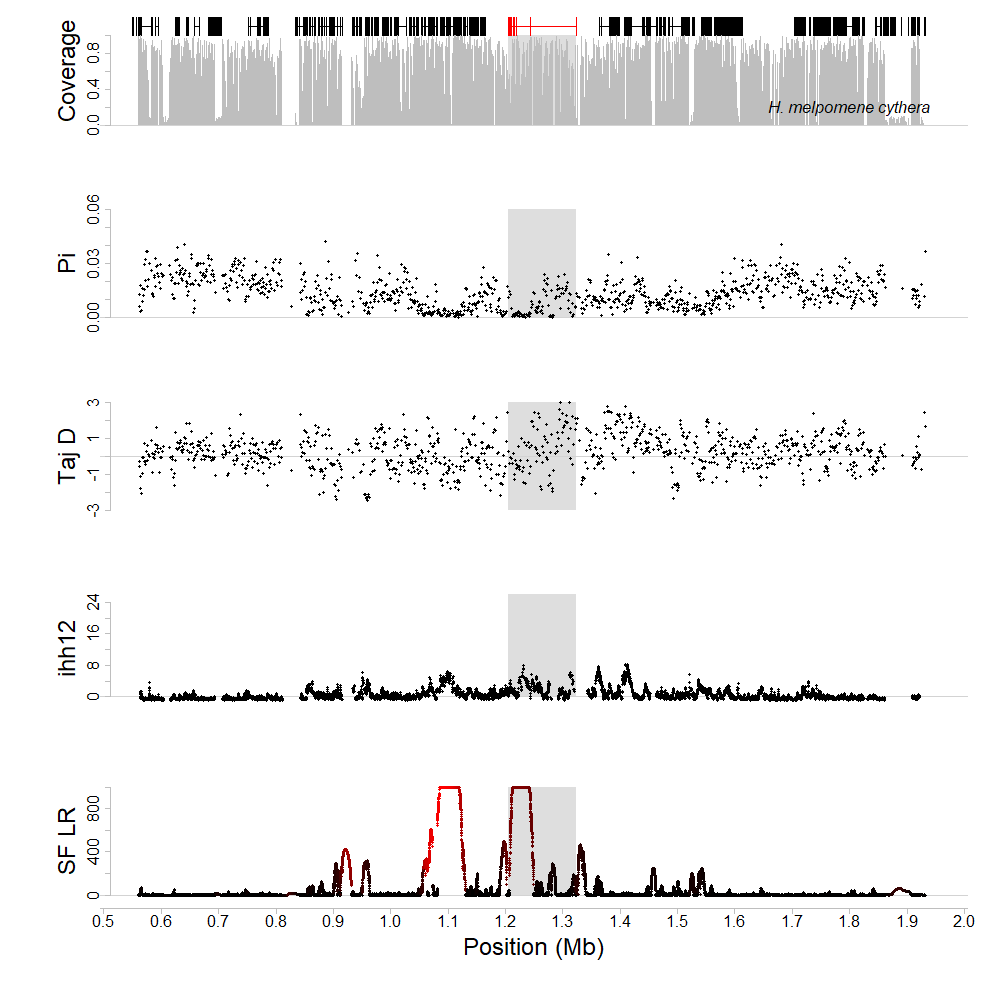 Coverage
0.8
0.4
0.0
H. melpomene cythera
Pi
0.06
0.03
0.00
Taj D
3
1
-1
-3
ihh12
24
16
8
0
SF LR
800
400
0
0.5 0.6 0.7 0.8 0.9 1.0 1.1 1.2 1.3 1.4 1.5 1.6 1.7 1.8 1.9 2.0
Position (Mb)